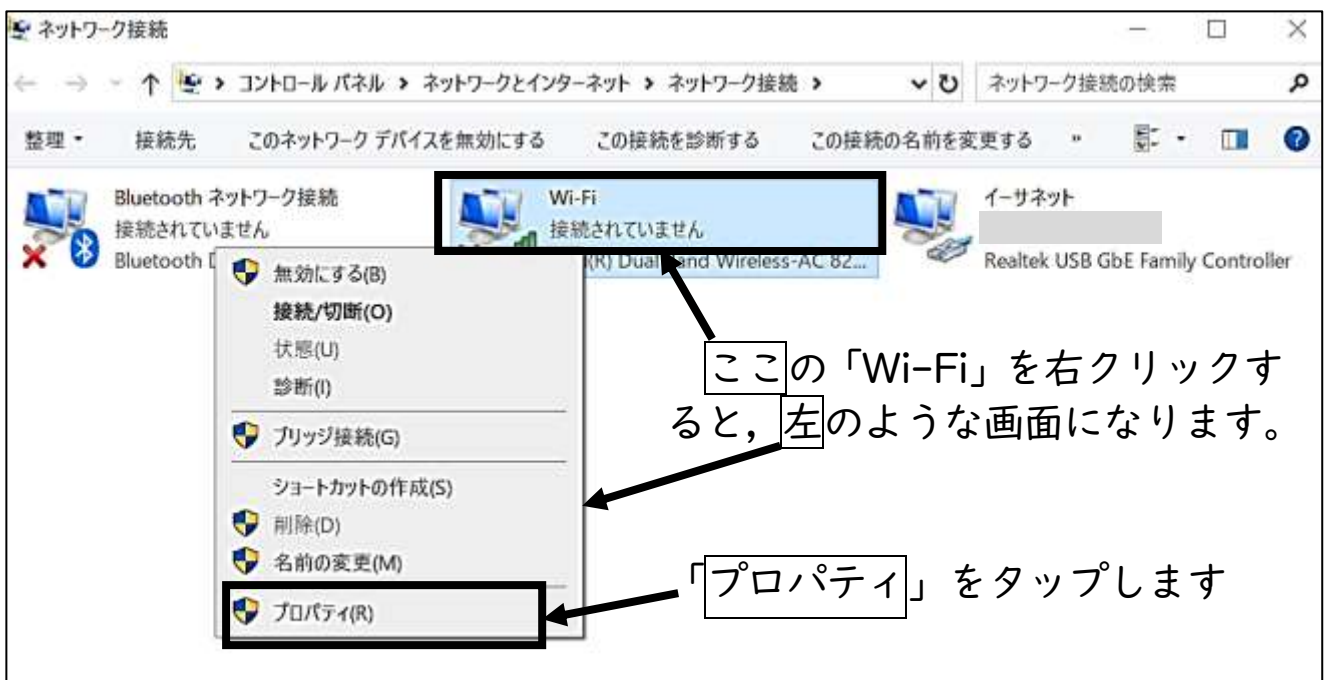 ネットワーク接続
コントロール パネル > ネットワークとインターネット > ネットワーク接続 >
ネットワーク接続の検索
整理
接続先
このネットワーク デバイスを無効にする
この接続を診断する
この接続の名前を変更する
»
Bluetooth ネットワーク接続
接続されていません
Bluetooth
Wi-Fi
接続されていません
(R) Dual Band Wireless-AC 82...
イーサネット
Realtek USB GbE Family Controller
無効にする(B)
接続/切断(O)
状態(U)
診断(I)
ブリッジ接続(G)
ショートカットの作成(S)
削除(D)
名前の変更(M)
プロパティ(R)
ここの「Wi-Fi」を右クリックす
ると，左のような画面になります。
「プロパティ」をタップします